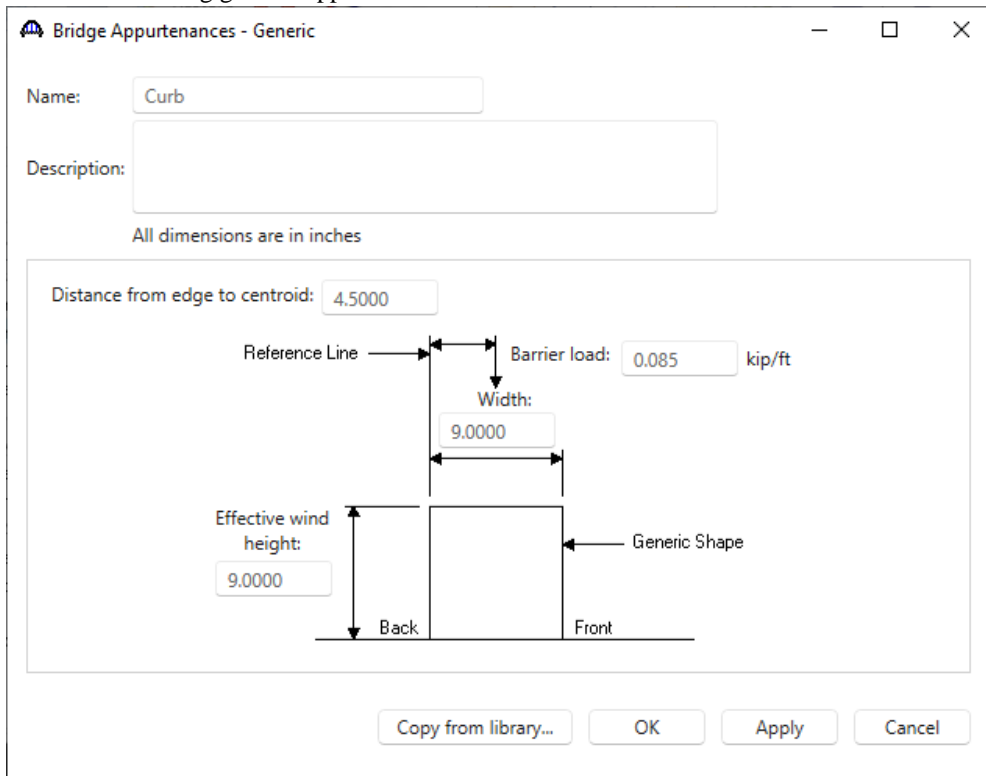 Bridge Appurtenances - Generic
Name: Curb
Description:
All dimensions are in inches
Distance from edge to centroid: 4.5000
Reference Line
Barrier load: 0.085 kip/ft
Width:
9.0000
Effective wind
height:
9.0000
Generic Shape
Back Front
Copy from library... OK Apply Cancel